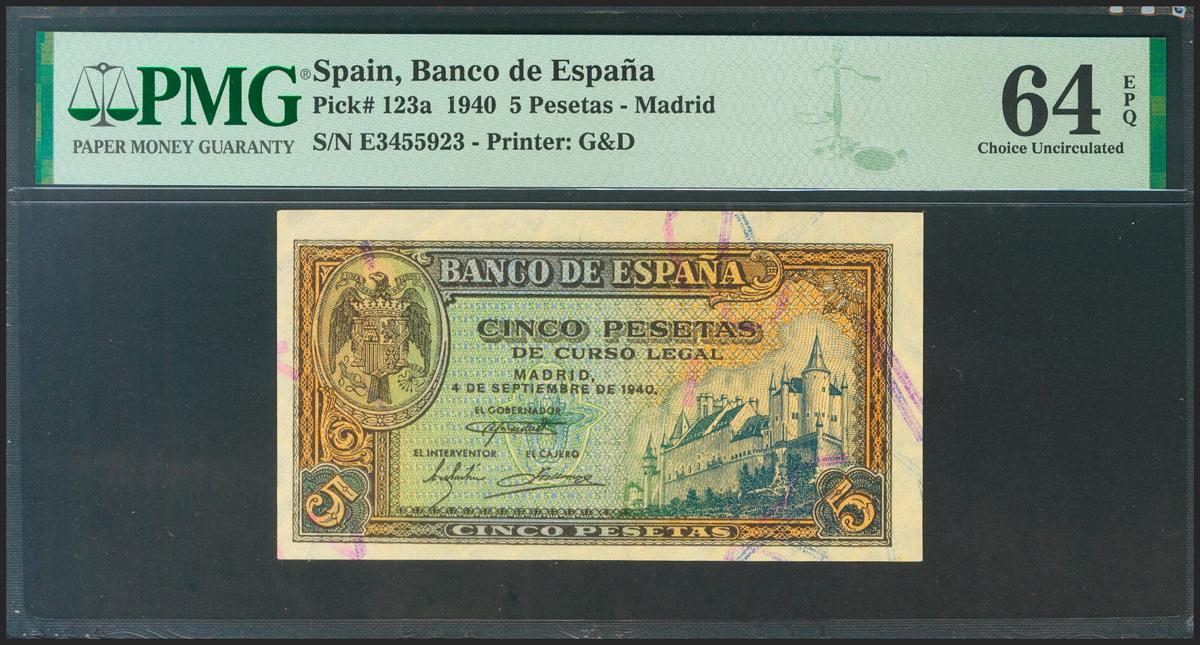 PMG®
PAPER MONEY GUARANTY
Spain, Banco de España
Pick# 123a 1940 5 Pesetas - Madrid
S/N E3455923 - Printer: G&D
64
EPQ
Choice Uncirculated
BANCO DE ESPAÑA
CINCO PESETAS
DE CURSO LEGAL
MADRID,
4 DE SEPTIEMBRE DE 1940.
EL GOBERNADOR
EL INTERVENTOR EL CAJERO
5 5
CINCO PESETAS